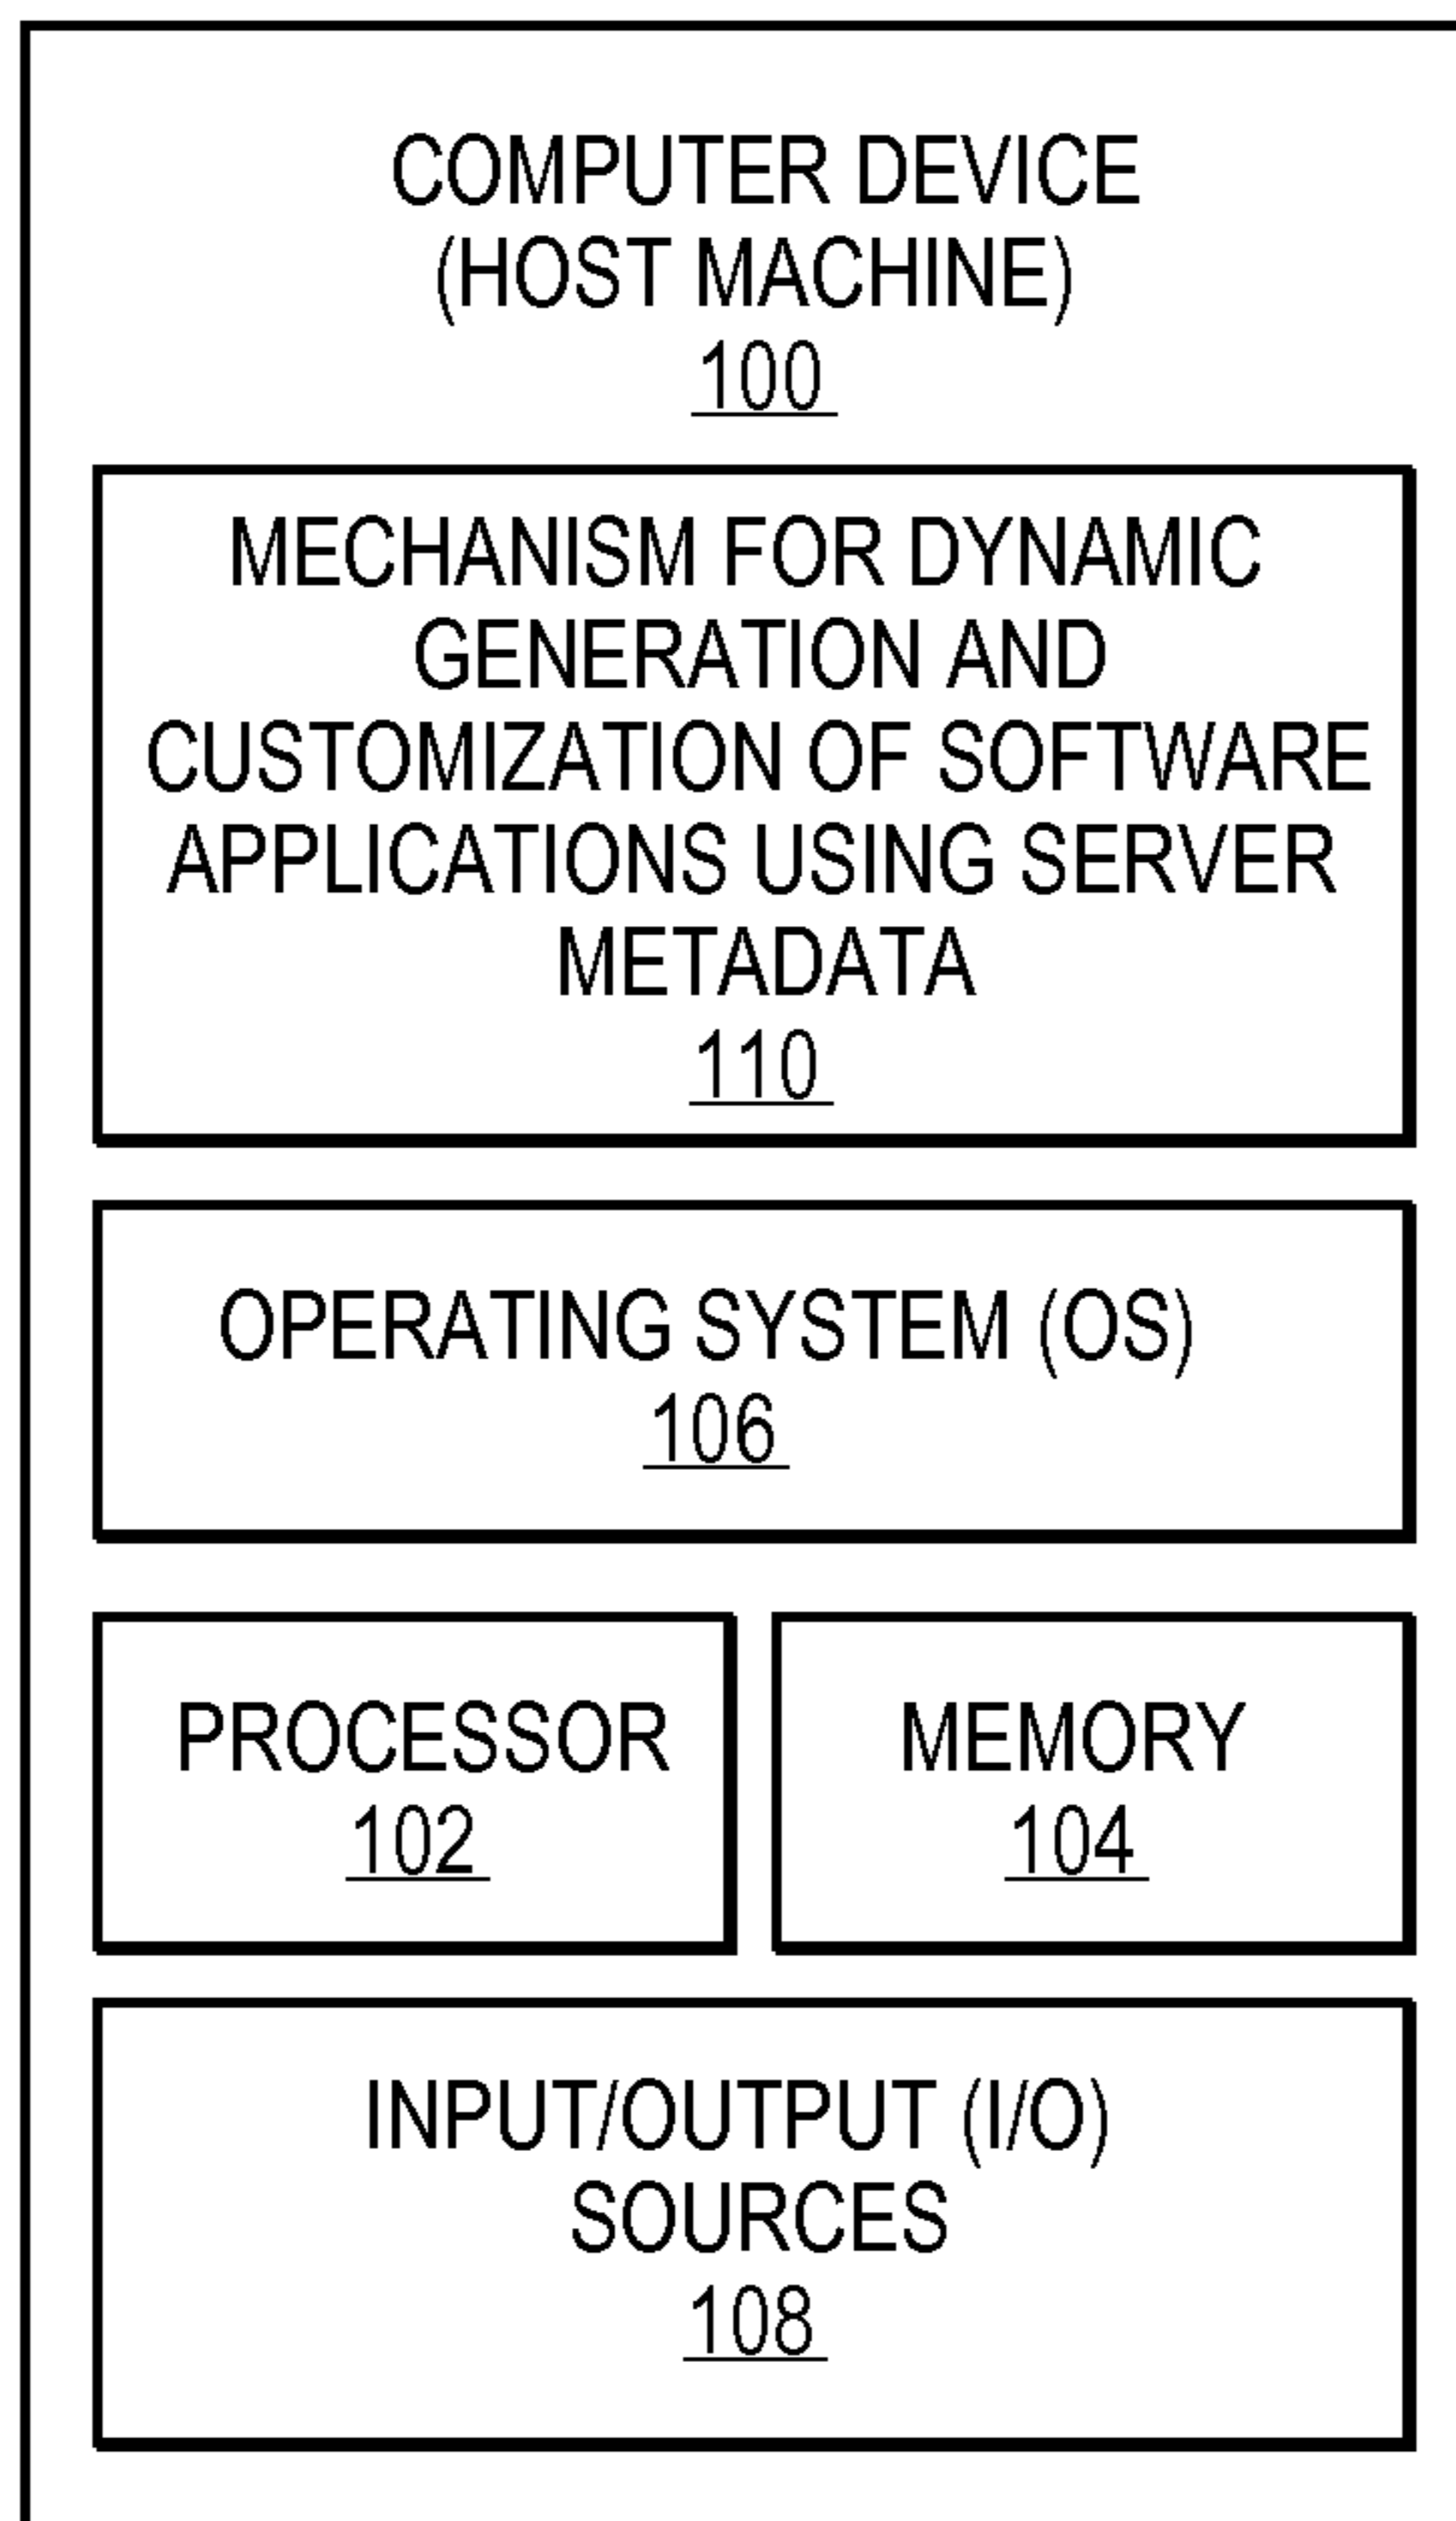 COMPUTER DEVICE
(HOST MACHINE)
100
MECHANISM FOR DYNAMIC
GENERATION AND
CUSTOMIZATION OF SOFTWARE
APPLICATIONS USING SERVER
METADATA
110
OPERATING SYSTEM (OS)
106
PROCESSOR
102
MEMORY
104
INPUT/OUTPUT (I/O)
SOURCES
108